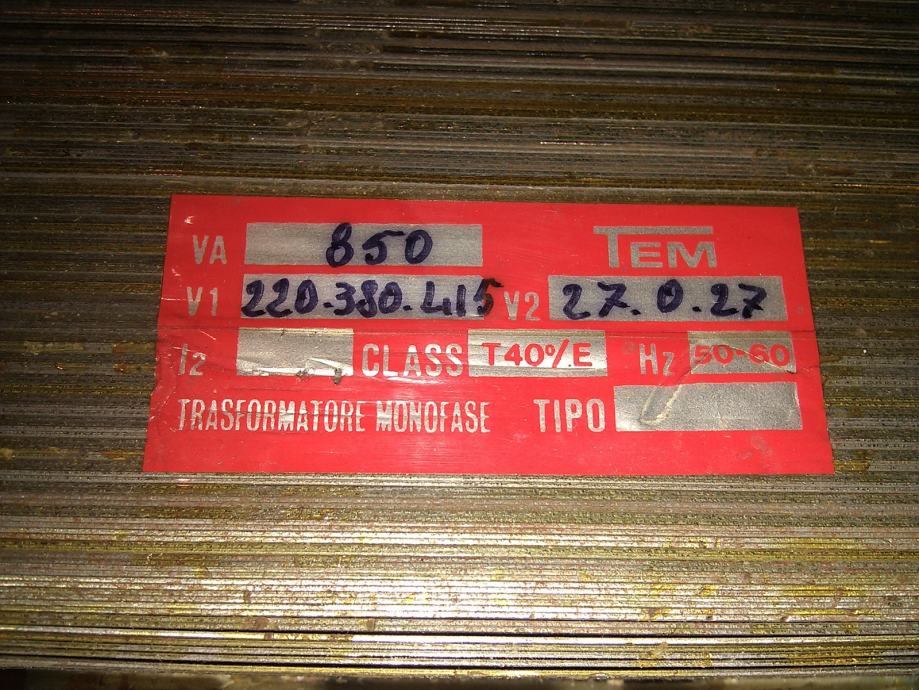 VA 850 TEM
V1 220.380.415 V2 27.0.27
I2 CLASS T40°/E Hz 50-60
TRASFORMATORE MONOFASE TIPO